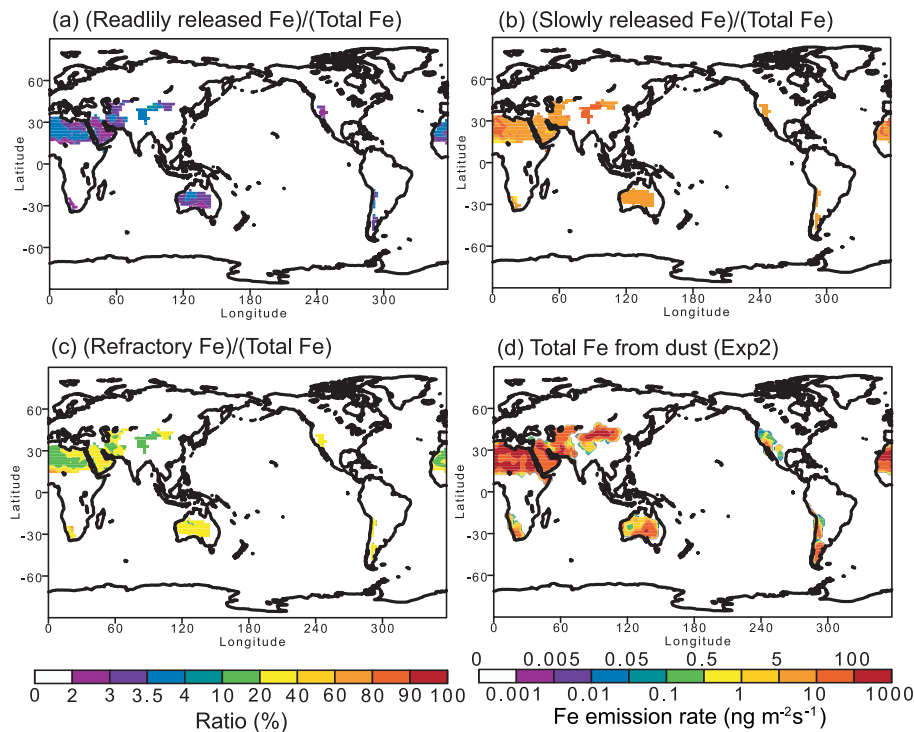 (a) (Readlily released Fe)/(Total Fe)
(b) (Slowly released Fe)/(Total Fe)
60
30
0
-30
-60
Latitude
0 60 120 180 240 300
Longitude
60
30
0
-30
-60
Latitude
0 60 120 180 240 300
Longitude
(c) (Refractory Fe)/(Total Fe)
(d) Total Fe from dust (Exp2)
60
30
0
-30
-60
Latitude
0 60 120 180 240 300
Longitude
60
30
0
-30
-60
Latitude
0 60 120 180 240 300
Longitude
0 2 3 3.5 4 10 20 40 60 80 90 100
Ratio (%)
0 0.005 0.05 0.5 5 100
0.001 0.01 0.1 1 10 1000
Fe emission rate (ng m⁻²s⁻¹)